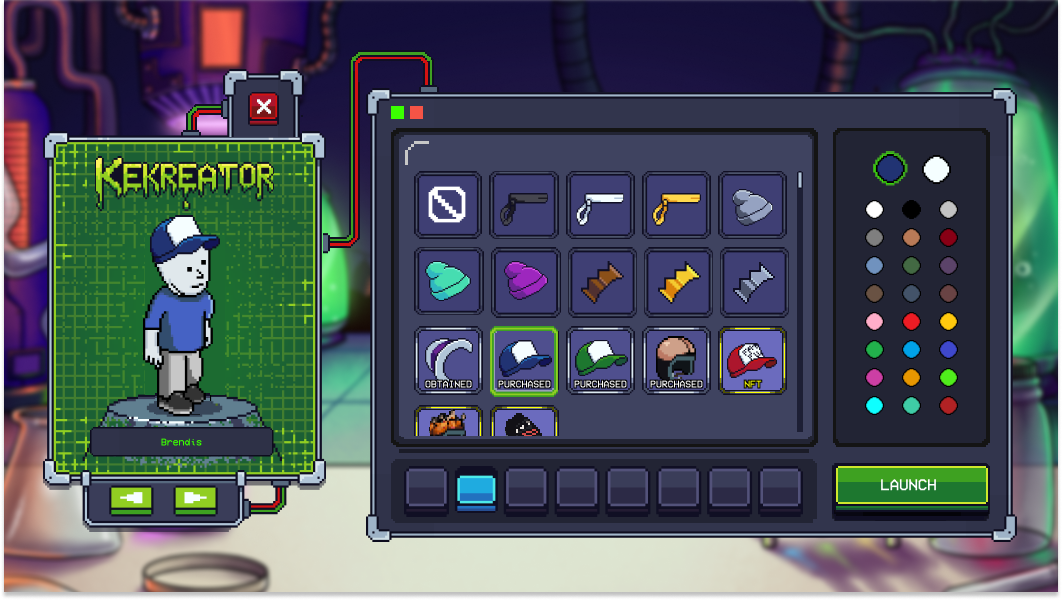 KEKREATOR
OBTAINED
PURCHASED
PURCHASED
PURCHASED
NFT
Brendis
LAUNCH